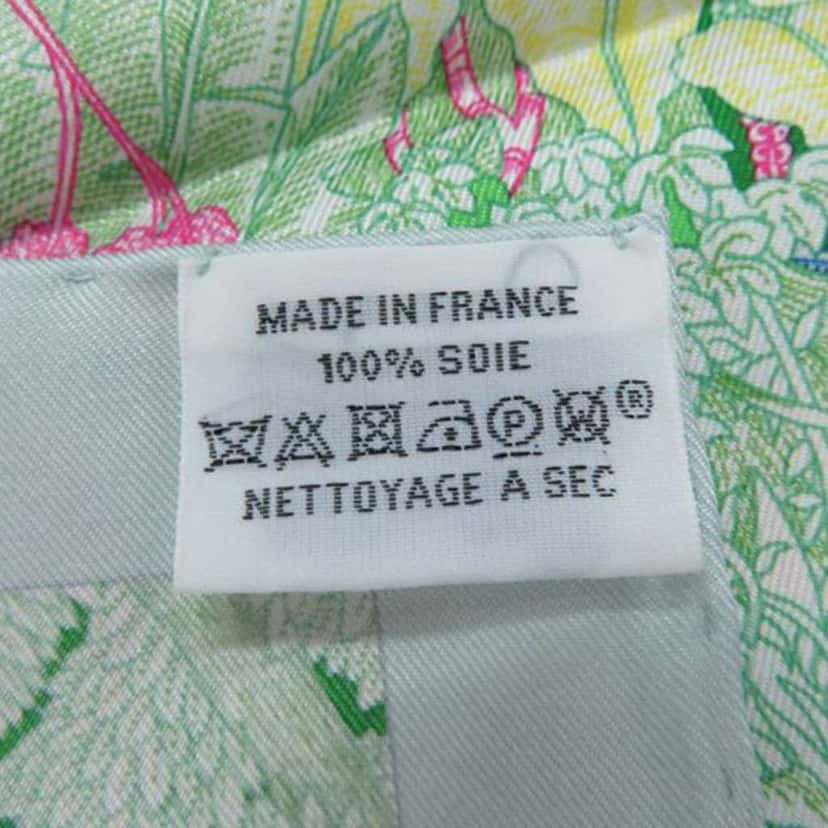 MADE IN FRANCE
100% SOIE
P W ®
NETTOYAGE A SEC